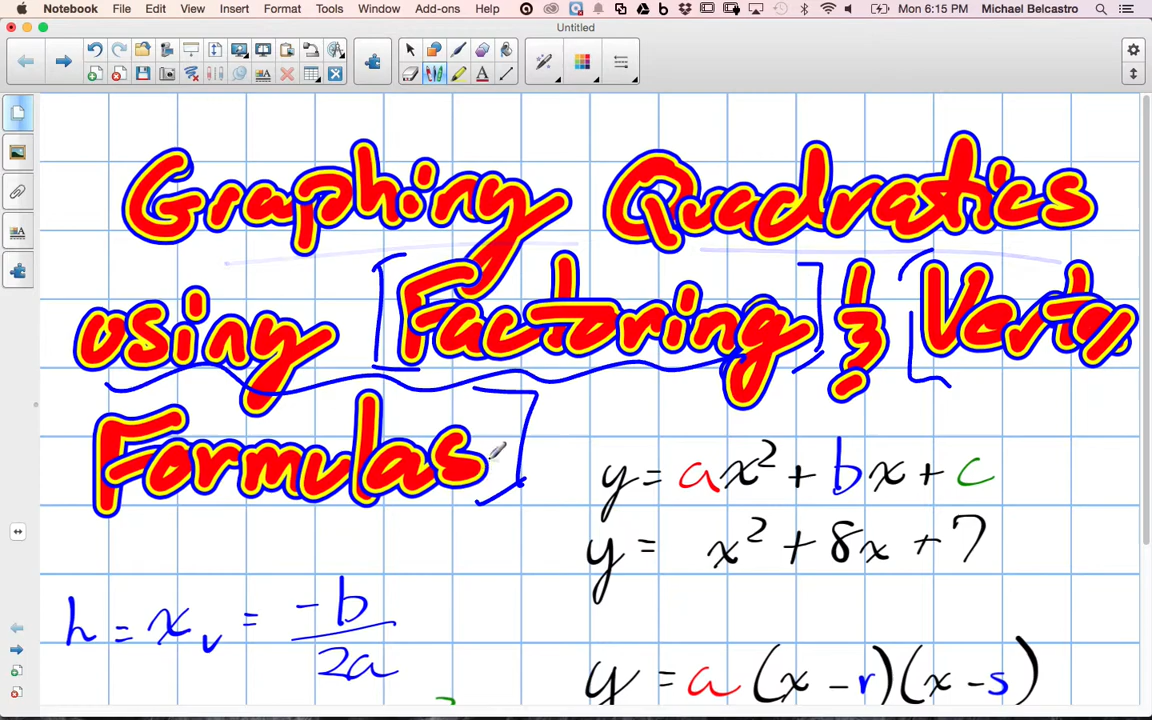 Notebook File Edit View Insert Format Tools Window Add-ons Help Mon 6:15 PM Michael Belcastro
Untitled
Graphing Quadratics
using [Factoring] & [Vertex
Formulas]
y = ax² + bx + c
y = x² + 8x + 7
h = xᵥ = -b/2a
y = a(x - r)(x - s)